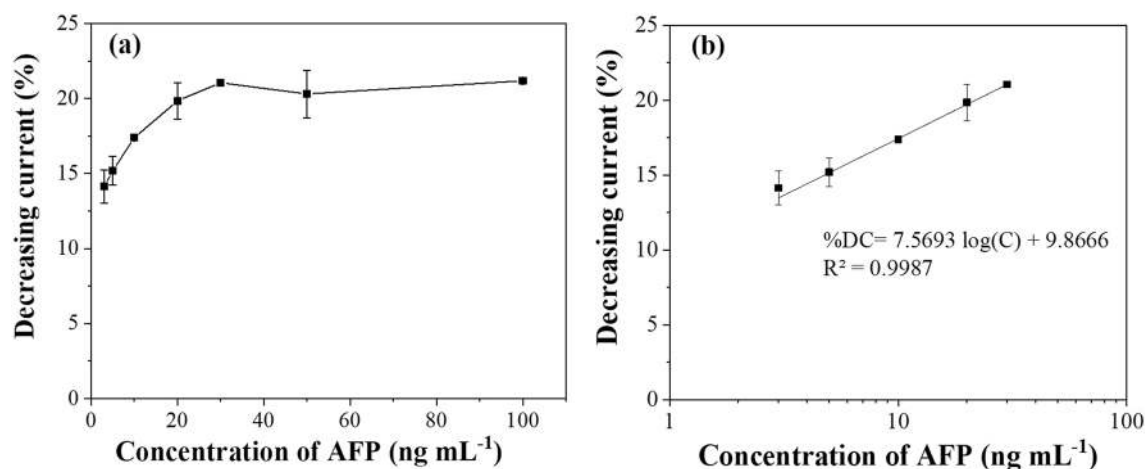 (a)
Decreasing current (%)
25
20
15
10
5
0
0 20 40 60 80 100
Concentration of AFP (ng mL⁻¹)
(b)
Decreasing current (%)
25
20
15
10
5
0
%DC= 7.5693 log(C) + 9.8666
R² = 0.9987
1 10 100
Concentration of AFP (ng mL⁻¹)